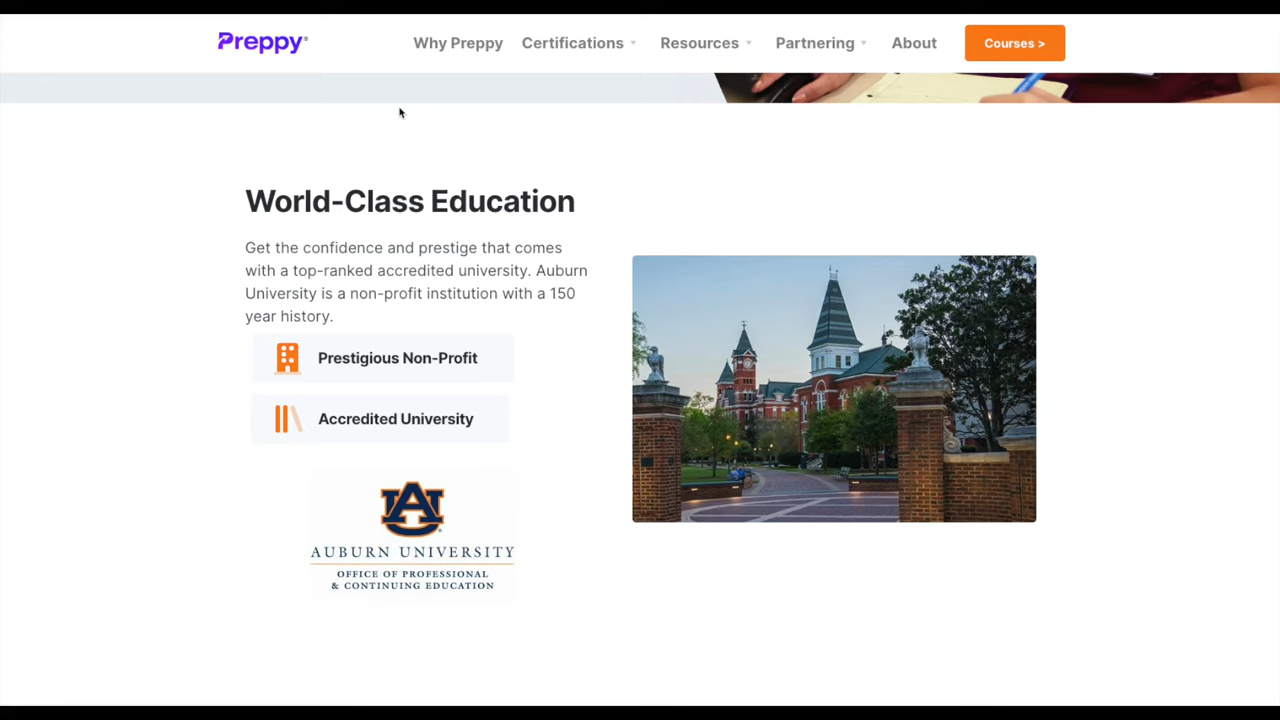 Preppy
Why Preppy
Certifications
Resources
Partnering
About
Courses >
World-Class Education
Get the confidence and prestige that comes
with a top-ranked accredited university. Auburn
University is a non-profit institution with a 150
year history.
Prestigious Non-Profit
Accredited University
AU
AUBURN UNIVERSITY
OFFICE OF PROFESSIONAL
& CONTINUING EDUCATION